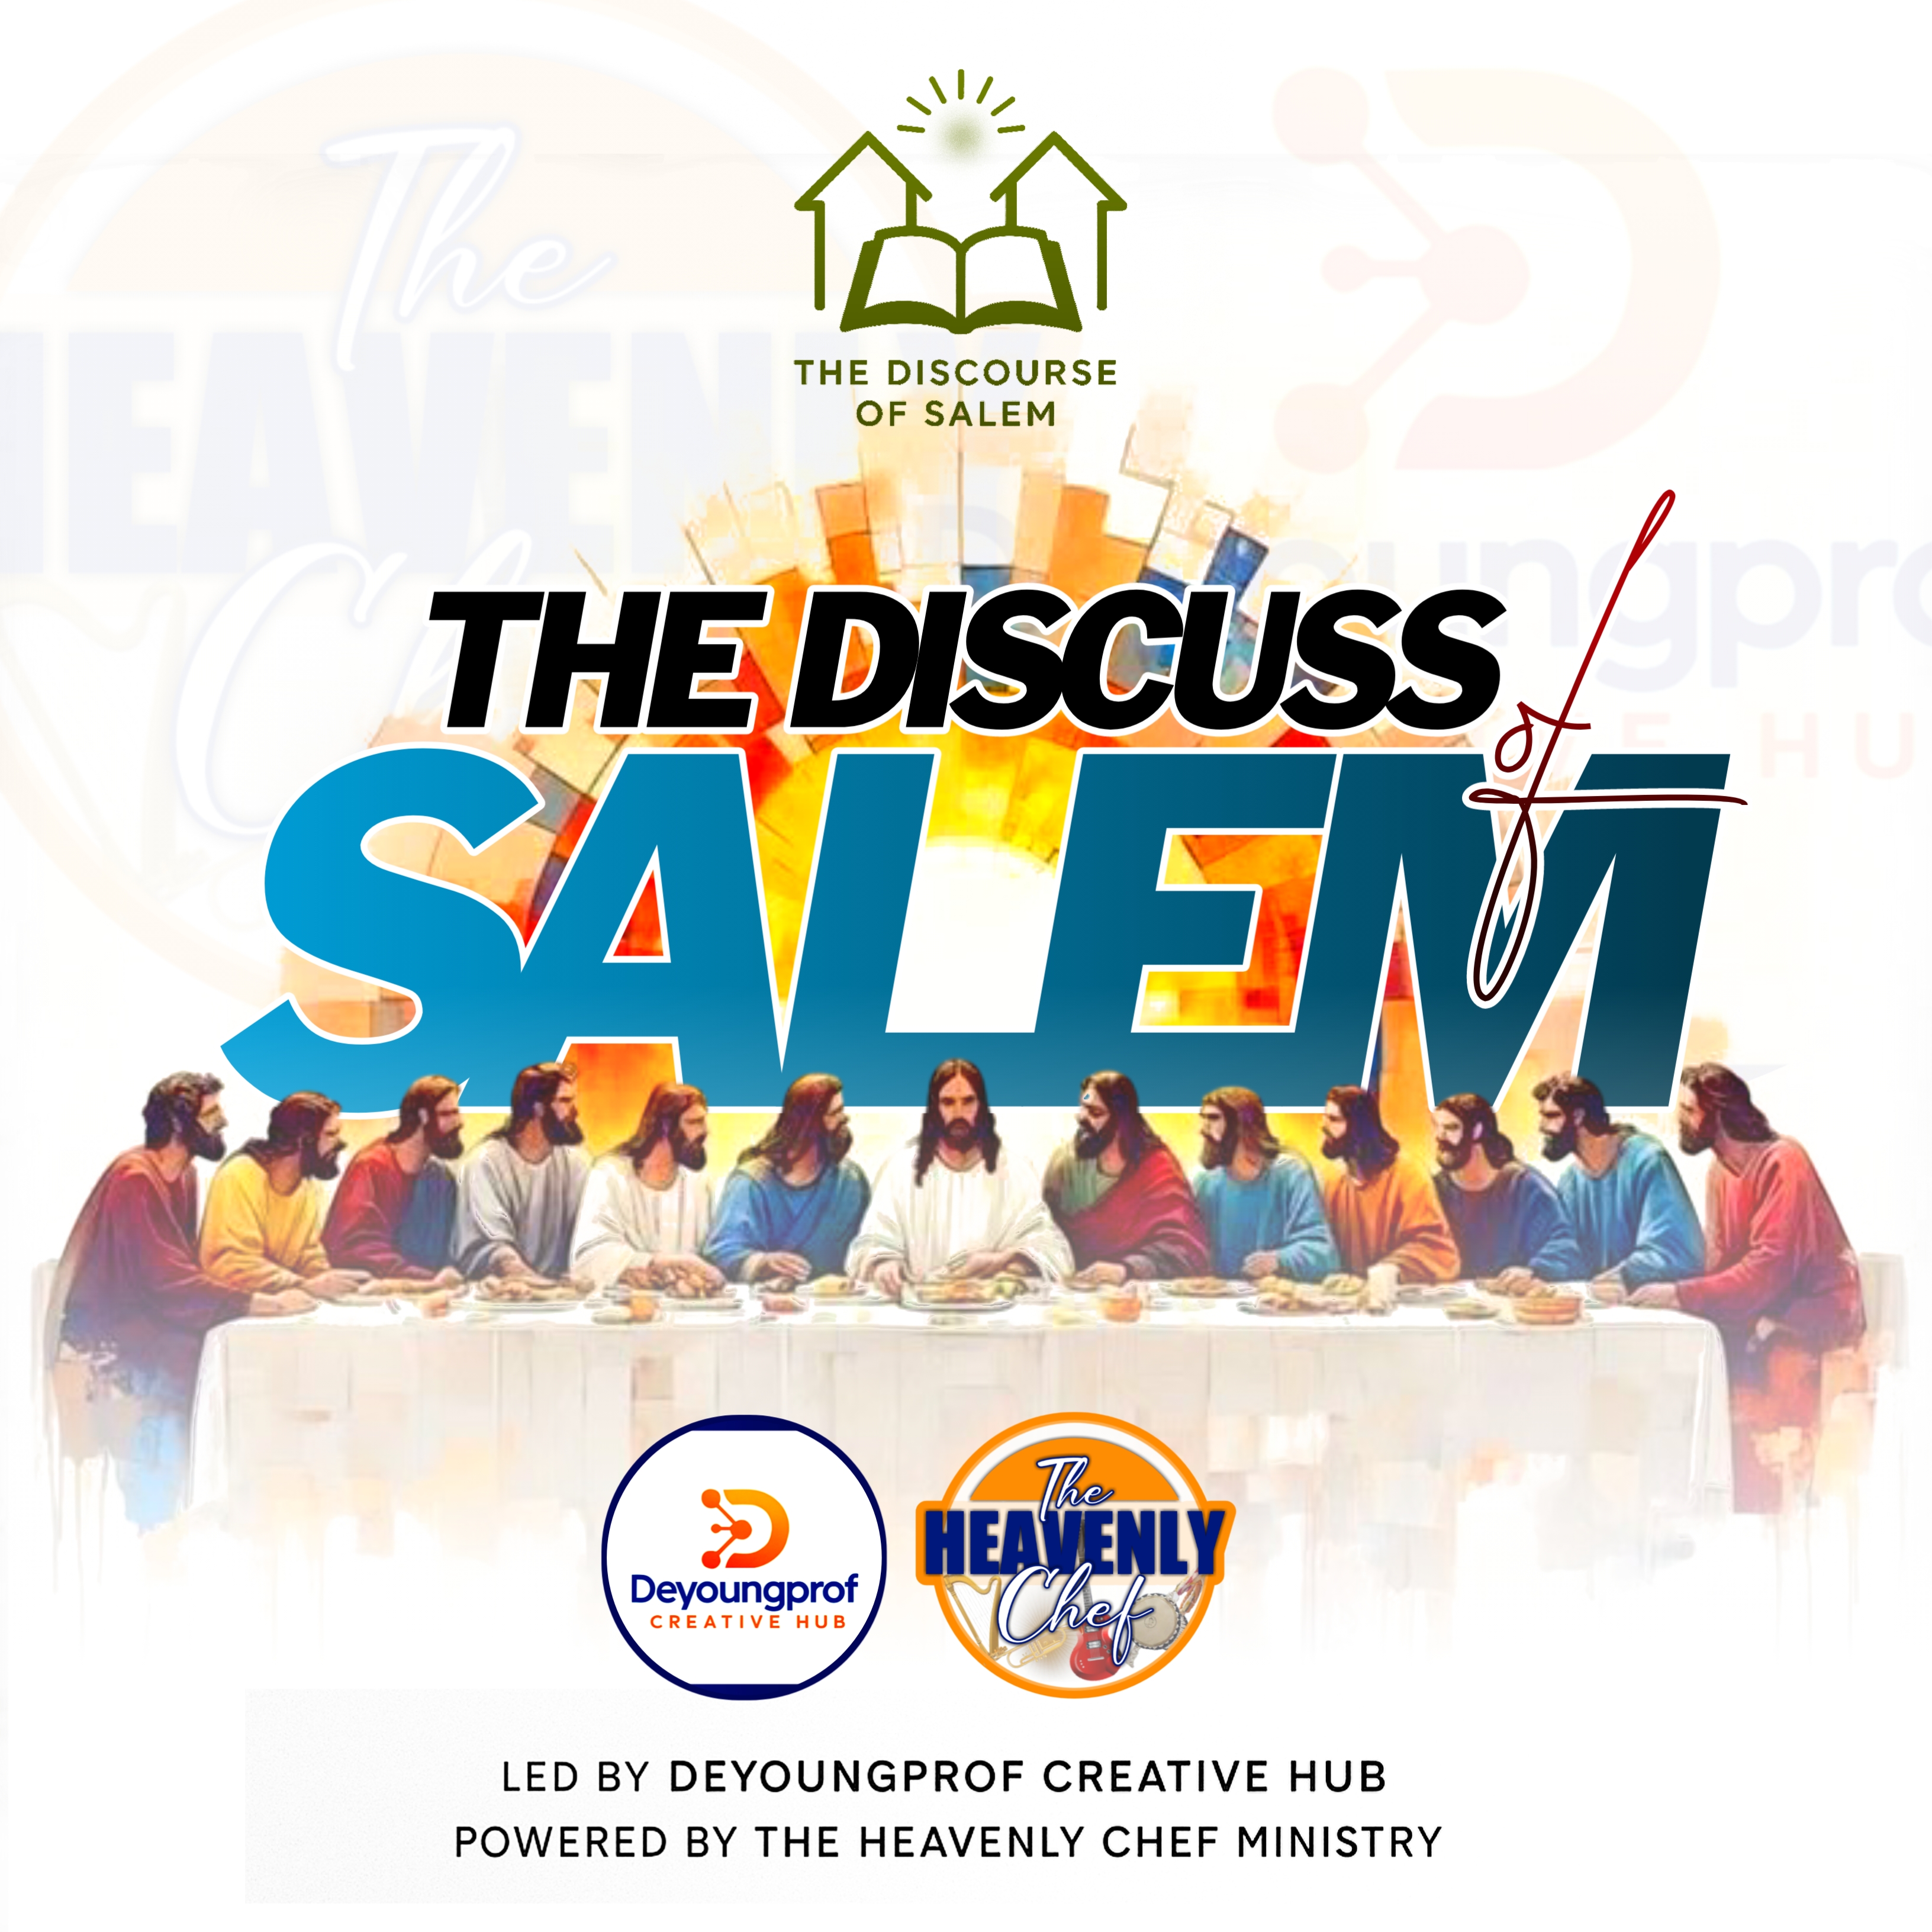 THE DISCOURSE
OF SALEM
THE DISCUSS
of
SALEM
Deyoungprof
CREATIVE HUB
The
HEAVENLY
Chef
LED BY DEYOUNGPROF CREATIVE HUB
POWERED BY THE HEAVENLY CHEF MINISTRY